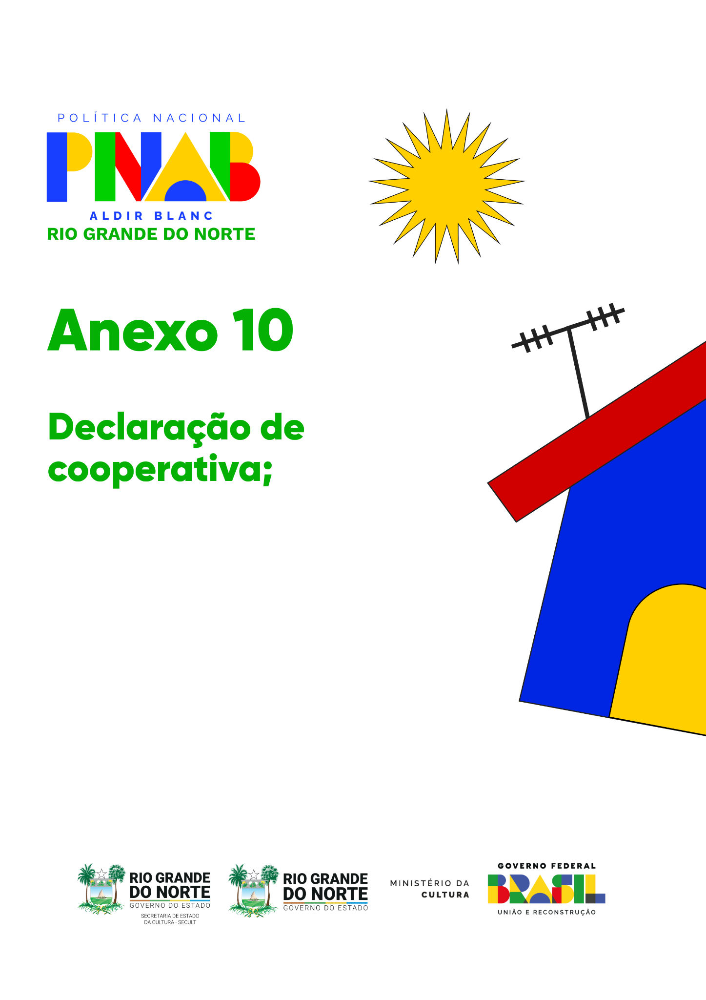 POLÍTICA NACIONAL
PNAB
ALDIR BLANC
RIO GRANDE DO NORTE
Anexo 10
Declaração de
cooperativa;
RIO GRANDE
DO NORTE
GOVERNO DO ESTADO
SECRETARIA DE ESTADO
DA CULTURA - SECULT
RIO GRANDE
DO NORTE
GOVERNO DO ESTADO
MINISTÉRIO DA
CULTURA
GOVERNO FEDERAL
BRASIL
UNIÃO E RECONSTRUÇÃO